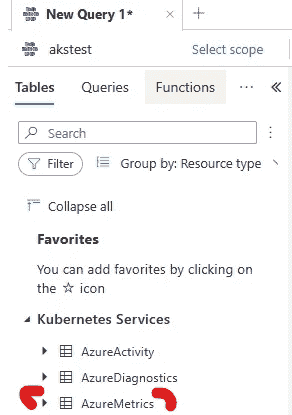 New Query 1*
akstest Select scope
Tables Queries Functions
Search
Filter Group by: Resource type
Collapse all
Favorites
You can add favorites by clicking on
the ☆ icon
Kubernetes Services
AzureActivity
AzureDiagnostics
AzureMetrics